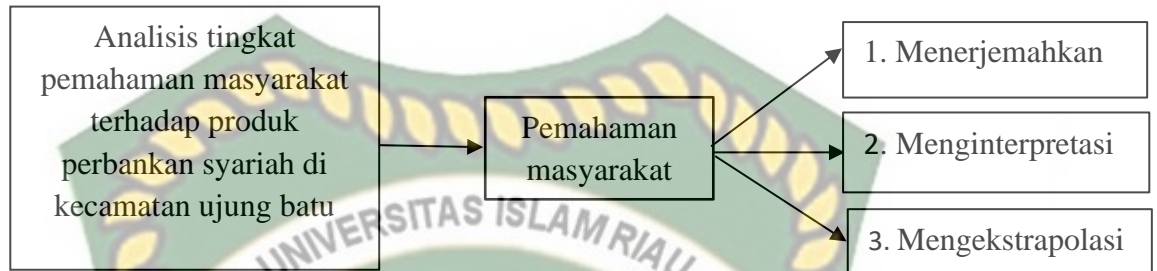 Analisis tingkat
pemahaman masyarakat
terhadap produk
perbankan syariah di
kecamatan ujung batu
Pemahaman
masyarakat
1. Menerjemahkan
2. Menginterpretasi
3. Mengekstrapolasi
UNIVERSITAS ISLAM RIAU